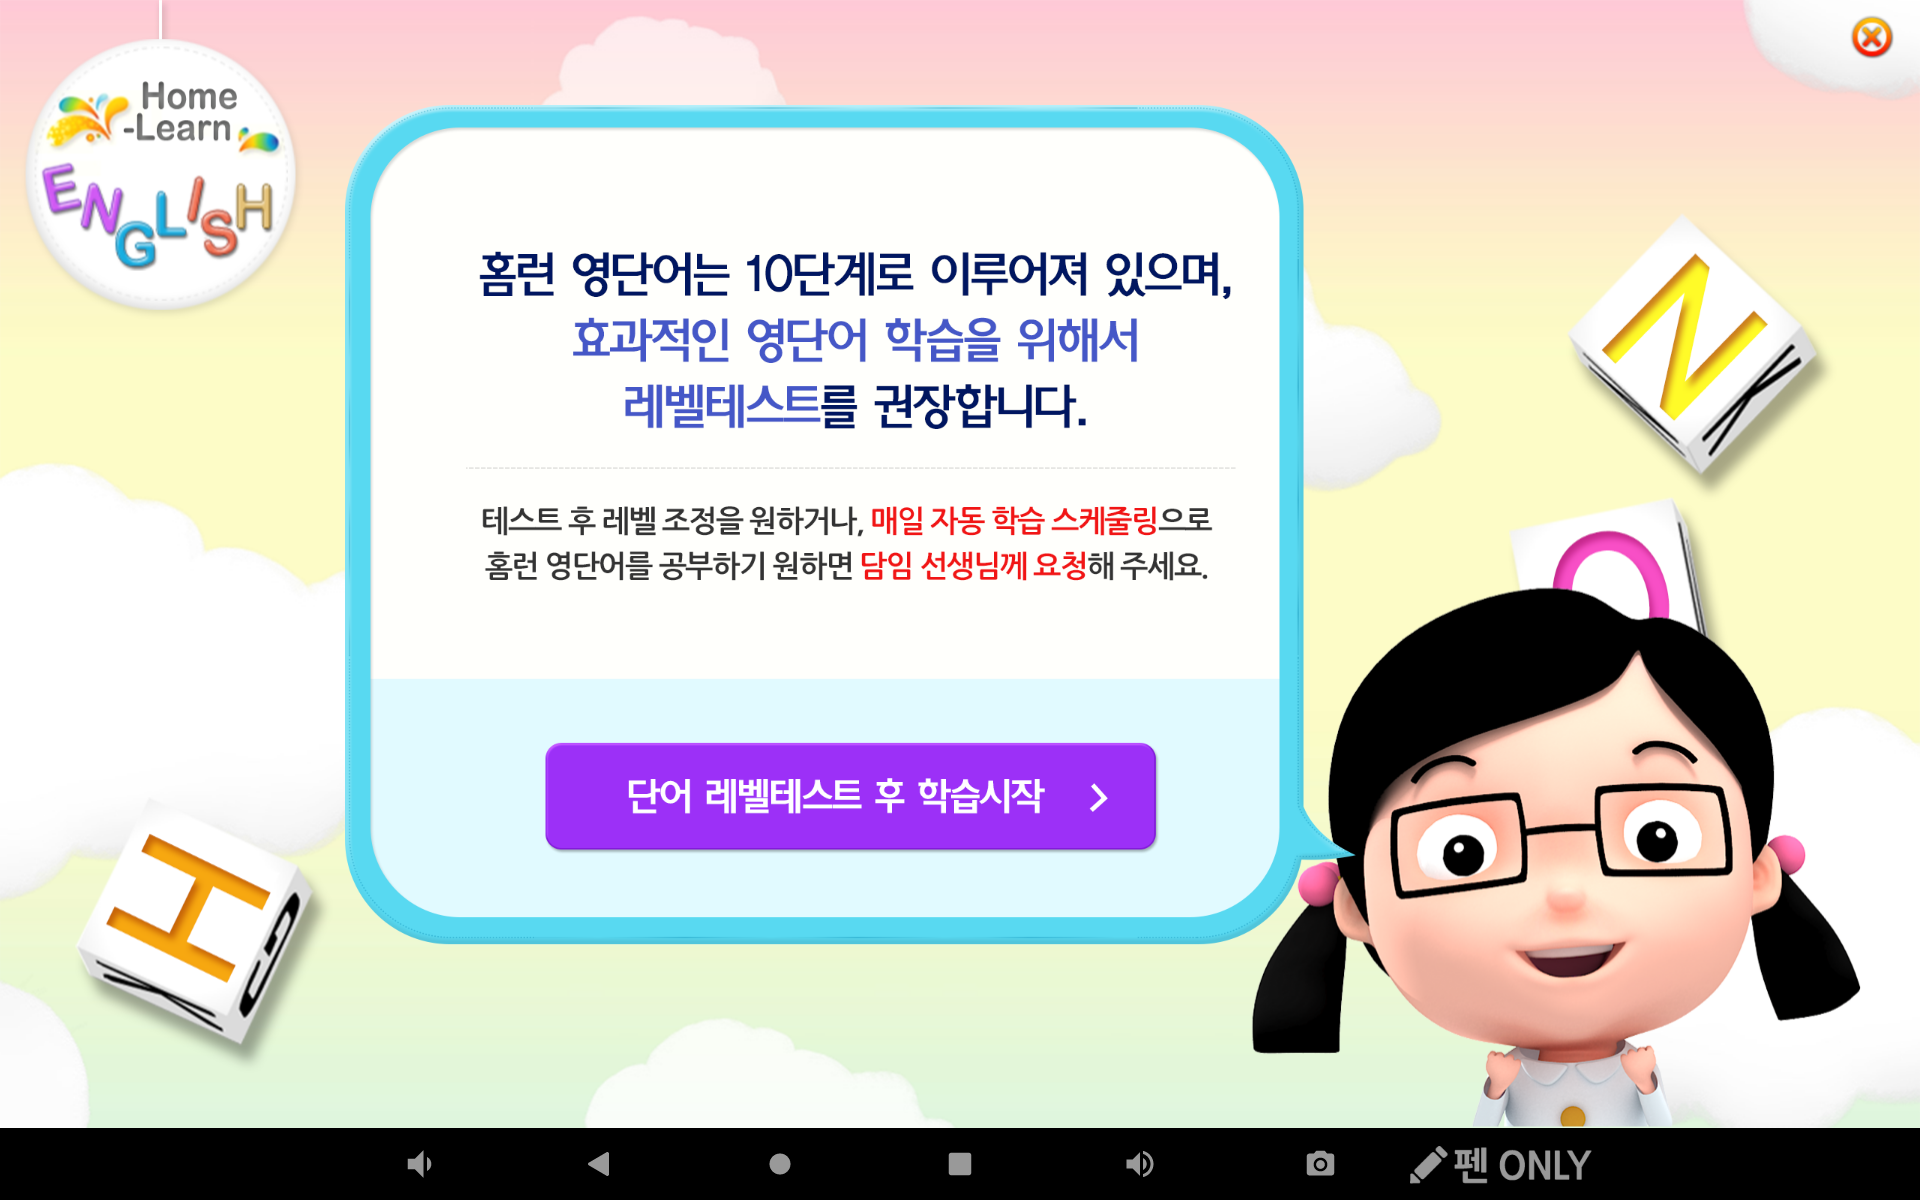 Home
-Learn
ENGLISH
홈런 영단어는 10단계로 이루어져 있으며,
효과적인 영단어 학습을 위해서
레벨테스트를 권장합니다.
테스트 후 레벨 조정을 원하거나, 매일 자동 학습 스케줄링으로
홈런 영단어를 공부하기 원하면 담임 선생님께 요청해 주세요.
단어 레벨테스트 후 학습시작
N
X
O
H
G
X
펜 ONLY